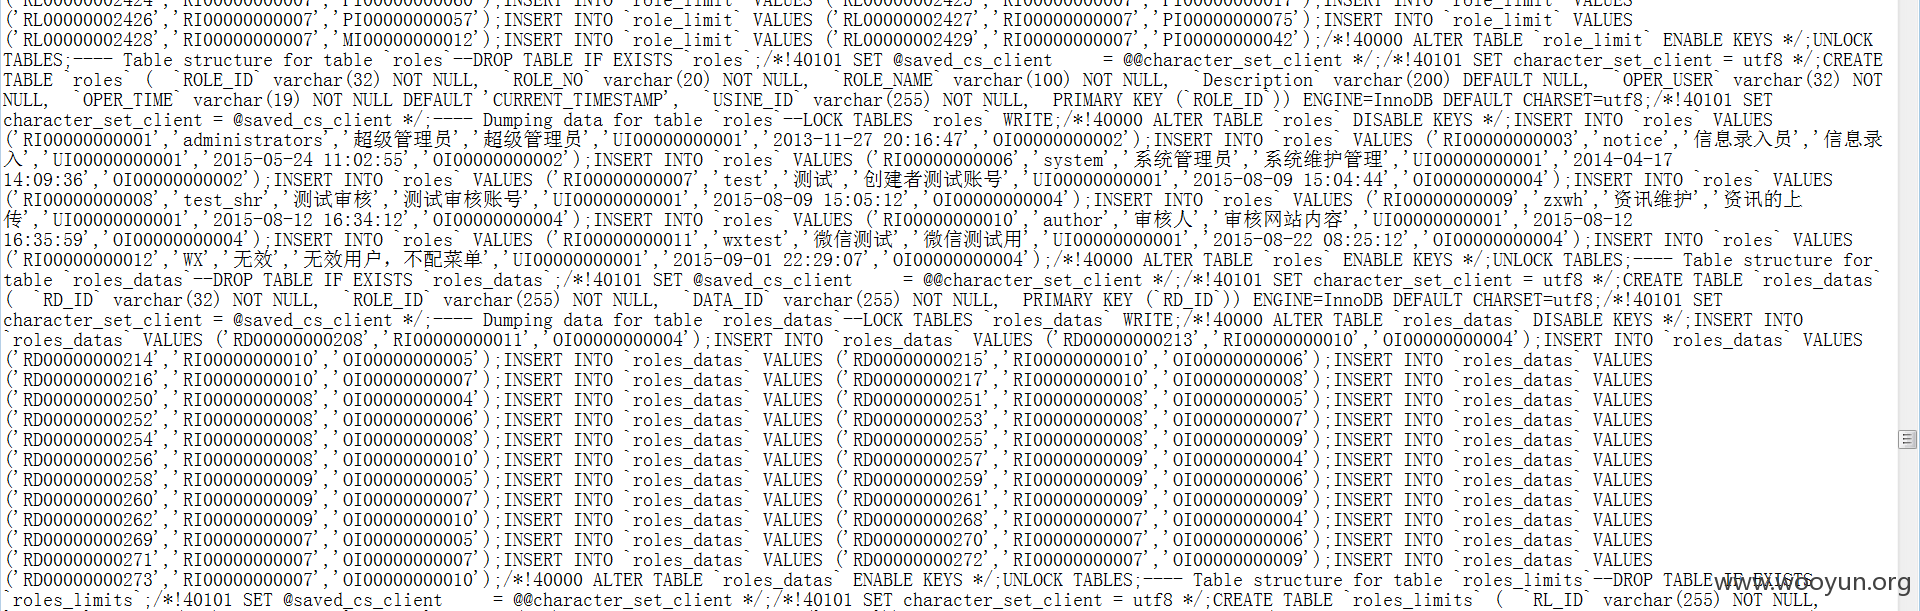 ('RL00000002424','RI00000000007','PI00000000060');INSERT INTO `role_limit` VALUES ('RL00000002425','RI00000000007','PI00000000017');INSERT INTO `role_limit` VALUES
('RL00000002426','RI00000000007','PI00000000057');INSERT INTO `role_limit` VALUES ('RL00000002427','RI00000000007','PI00000000075');INSERT INTO `role_limit` VALUES
('RL00000002428','RI00000000007','MI00000000012');INSERT INTO `role_limit` VALUES ('RL00000002429','RI00000000007','PI00000000042');/*!40000 ALTER TABLE `role_limit` ENABLE KEYS */;UNLOCK
TABLES;---- Table structure for table `roles`--DROP TABLE IF EXISTS `roles`;/*!40101 SET @saved_cs_client     = @@character_set_client */;/*!40101 SET character_set_client = utf8 */;CREATE
TABLE `roles` (  `ROLE_ID` varchar(32) NOT NULL,  `ROLE_NO` varchar(20) NOT NULL,  `ROLE_NAME` varchar(100) NOT NULL,  `Description` varchar(200) DEFAULT NULL,  `OPER_USER` varchar(32) NOT
NULL,  `OPER_TIME` varchar(19) NOT NULL DEFAULT 'CURRENT_TIMESTAMP',  `USINE_ID` varchar(255) NOT NULL,  PRIMARY KEY (`ROLE_ID`)) ENGINE=InnoDB DEFAULT CHARSET=utf8;/*!40101 SET
character_set_client = @saved_cs_client */;---- Dumping data for table `roles`--LOCK TABLES `roles` WRITE;/*!40000 ALTER TABLE `roles` DISABLE KEYS */;INSERT INTO `roles` VALUES
('RI00000000001','administrators','超级管理员','超级管理员','UI00000000001','2013-11-27 20:16:47','OI00000000002');INSERT INTO `roles` VALUES ('RI00000000003','notice','信息录入员','信息录
入','UI00000000001','2015-05-24 11:02:55','OI00000000002');INSERT INTO `roles` VALUES ('RI00000000006','system','系统管理员','系统维护管理','UI00000000001','2014-04-17
14:09:36','OI00000000002');INSERT INTO `roles` VALUES ('RI00000000007','test','测试','创建者测试账号','UI00000000001','2015-08-09 15:04:44','OI00000000004');INSERT INTO `roles` VALUES
('RI00000000008','test_shr','测试审核','测试审核账号','UI00000000001','2015-08-09 15:05:12','OI00000000004');INSERT INTO `roles` VALUES ('RI00000000009','zxwh','资讯维护','资讯的上
传','UI00000000001','2015-08-12 16:34:12','OI00000000004');INSERT INTO `roles` VALUES ('RI00000000010','author','审核人','审核网站内容','UI00000000001','2015-08-12
16:35:59','OI00000000004');INSERT INTO `roles` VALUES ('RI00000000011','wxtest','微信测试','微信测试用','UI00000000001','2015-08-22 08:25:12','OI00000000004');INSERT INTO `roles` VALUES
('RI00000000012','WX','无效','无效用户，不配菜单','UI00000000001','2015-09-01 22:29:07','OI00000000004');/*!40000 ALTER TABLE `roles` ENABLE KEYS */;UNLOCK TABLES;---- Table structure for
table `roles_datas`--DROP TABLE IF EXISTS `roles_datas`;/*!40101 SET @saved_cs_client     = @@character_set_client */;/*!40101 SET character_set_client = utf8 */;CREATE TABLE `roles_datas`
(  `RD_ID` varchar(32) NOT NULL,  `ROLE_ID` varchar(255) NOT NULL,  `DATA_ID` varchar(255) NOT NULL,  PRIMARY KEY (`RD_ID`)) ENGINE=InnoDB DEFAULT CHARSET=utf8;/*!40101 SET
character_set_client = @saved_cs_client */;---- Dumping data for table `roles_datas`--LOCK TABLES `roles_datas` WRITE;/*!40000 ALTER TABLE `roles_datas` DISABLE KEYS */;INSERT INTO
`roles_datas` VALUES ('RD00000000208','RI00000000011','OI00000000004');INSERT INTO `roles_datas` VALUES ('RD00000000213','RI00000000010','OI00000000004');INSERT INTO `roles_datas` VALUES
('RD00000000214','RI00000000010','OI00000000005');INSERT INTO `roles_datas` VALUES ('RD00000000215','RI00000000010','OI00000000006');INSERT INTO `roles_datas` VALUES
('RD00000000216','RI00000000010','OI00000000007');INSERT INTO `roles_datas` VALUES ('RD00000000217','RI00000000010','OI00000000008');INSERT INTO `roles_datas` VALUES
('RD00000000250','RI00000000008','OI00000000004');INSERT INTO `roles_datas` VALUES ('RD00000000251','RI00000000008','OI00000000005');INSERT INTO `roles_datas` VALUES
('RD00000000252','RI00000000008','OI00000000006');INSERT INTO `roles_datas` VALUES ('RD00000000253','RI00000000008','OI00000000007');INSERT INTO `roles_datas` VALUES
('RD00000000254','RI00000000008','OI00000000008');INSERT INTO `roles_datas` VALUES ('RD00000000255','RI00000000008','OI00000000009');INSERT INTO `roles_datas` VALUES
('RD00000000256','RI00000000008','OI00000000010');INSERT INTO `roles_datas` VALUES ('RD00000000257','RI00000000009','OI00000000004');INSERT INTO `roles_datas` VALUES
('RD00000000258','RI00000000009','OI00000000005');INSERT INTO `roles_datas` VALUES ('RD00000000259','RI00000000009','OI00000000006');INSERT INTO `roles_datas` VALUES
('RD00000000260','RI00000000009','OI00000000007');INSERT INTO `roles_datas` VALUES ('RD00000000261','RI00000000009','OI00000000009');INSERT INTO `roles_datas` VALUES
('RD00000000262','RI00000000009','OI00000000010');INSERT INTO `roles_datas` VALUES ('RD00000000268','RI00000000007','OI00000000004');INSERT INTO `roles_datas` VALUES
('RD00000000269','RI00000000007','OI00000000005');INSERT INTO `roles_datas` VALUES ('RD00000000270','RI00000000007','OI00000000006');INSERT INTO `roles_datas` VALUES
('RD00000000271','RI00000000007','OI00000000007');INSERT INTO `roles_datas` VALUES ('RD00000000272','RI00000000007','OI00000000009');INSERT INTO `roles_datas` VALUES
('RD00000000273','RI00000000007','OI00000000010');/*!40000 ALTER TABLE `roles_datas` ENABLE KEYS */;UNLOCK TABLES;---- Table structure for table `roles_limits`--DROP TABLE IF EXISTS
`roles_limits`;/*!40101 SET @saved_cs_client     = @@character_set_client */;/*!40101 SET character_set_client = utf8 */;CREATE TABLE `roles_limits` (  `RL_ID` varchar(255) NOT NULL,
www.wooyun.org